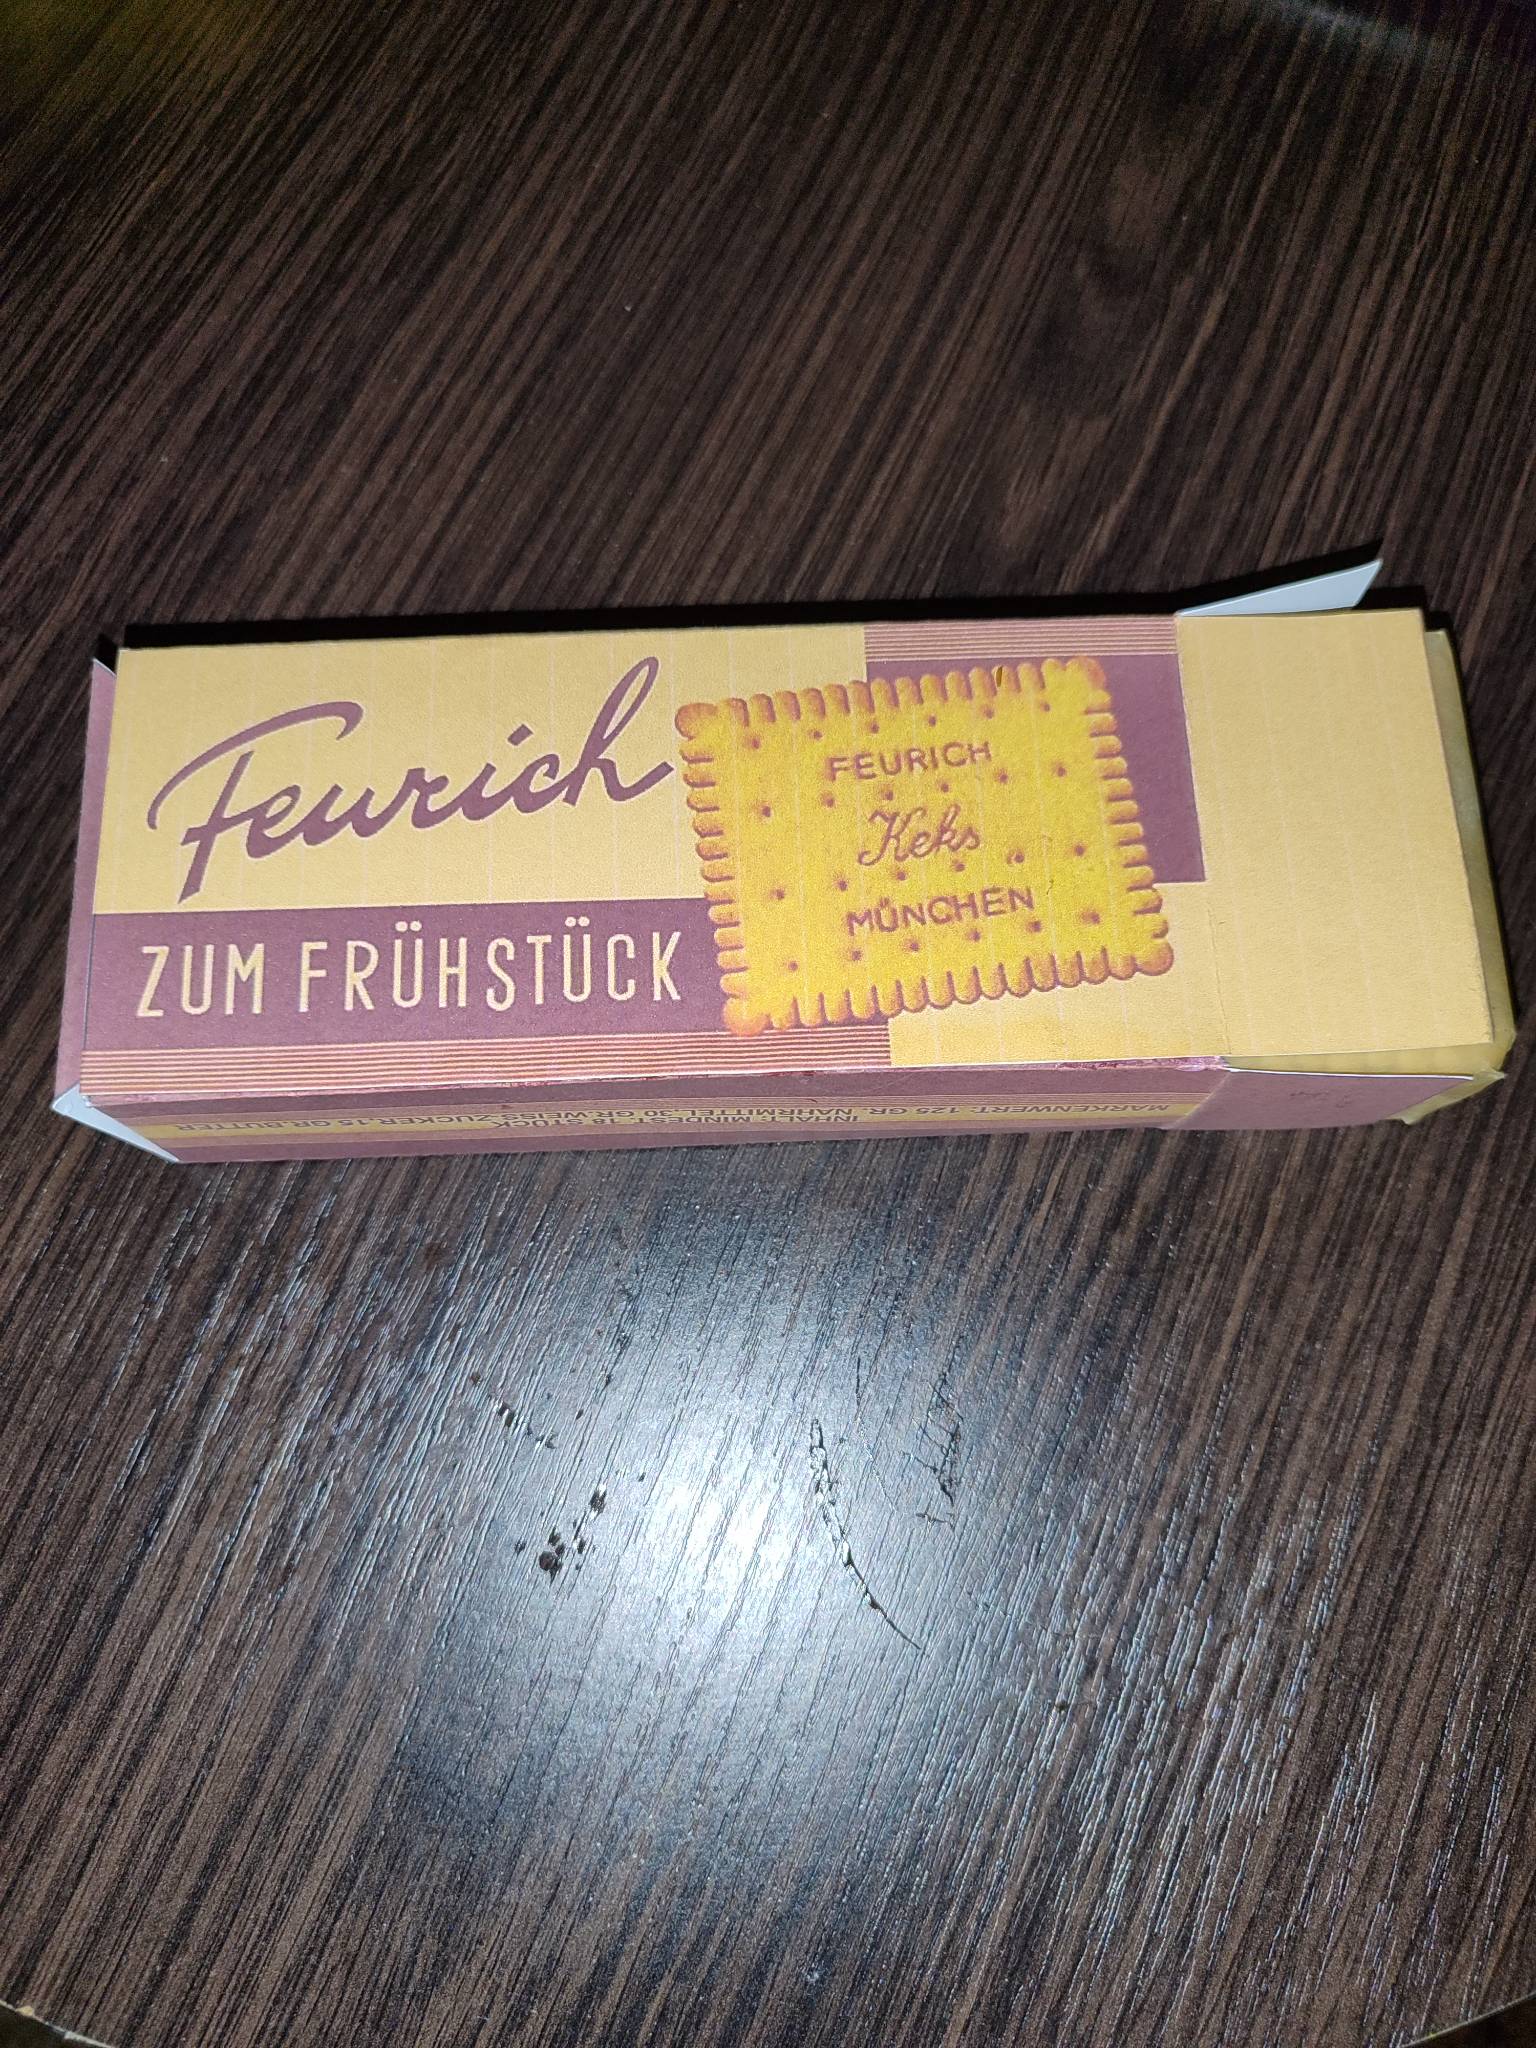 Feurich
ZUM FRÜHSTÜCK
FEURICH
Keks
MÜNCHEN
MARKENWERT: 125 GR. NÄHRMITTEL, 30 GR. WEISS-ZUCKER, 15 GR. BUTTER
INHALT: MINDEST. 18 STÜCK